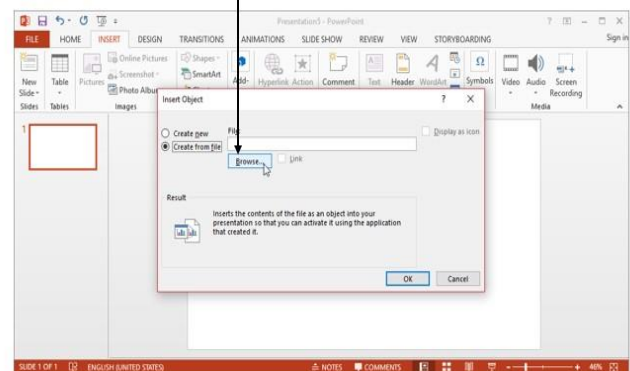 Presentation3 - PowerPoint
Sign in
FILE HOME INSERT DESIGN TRANSITIONS ANIMATIONS SLIDE SHOW REVIEW VIEW STORYBOARDING
New Slide
Table
Pictures
Online Pictures
Screenshot
Photo Albu
Shapes
SmartArt
Add-
Hyperlink
Action
Comment
Text
Header
WordArt
Symbols
Video
Audio
Screen Recording
Slides Tables Images Media
Insert Object
? X
Create new
Create from file
File:
Browse...
Link
Display as icon
Result
Inserts the contents of the file as an object into your
presentation so that you can activate it using the application
that created it.
OK Cancel
1
SLIDE 1 OF 1 ENGLISH (UNITED STATES) NOTES COMMENTS 46%